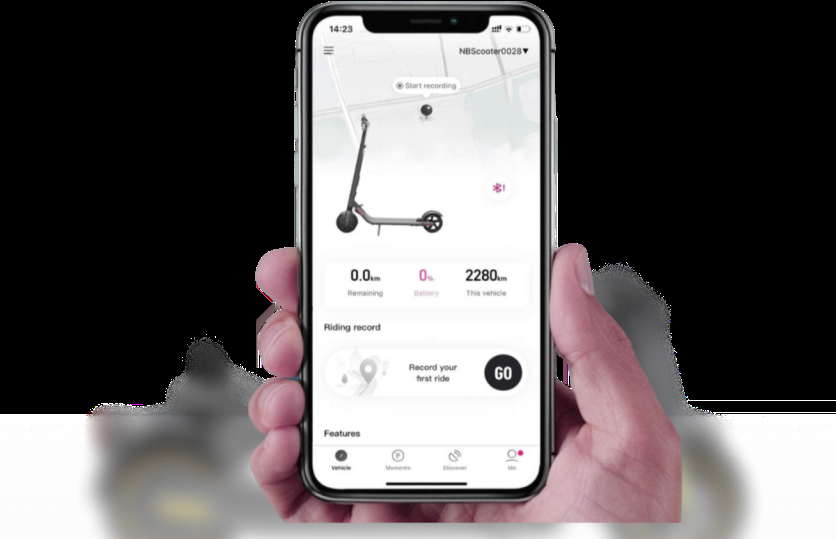 14:23
NBScooter0028▼
Start recording
0.0km 0% 2280km
Remaining Battery This vehicle
Riding record
Record your
first ride
GO
Features
Vehicle Moments Discover Me